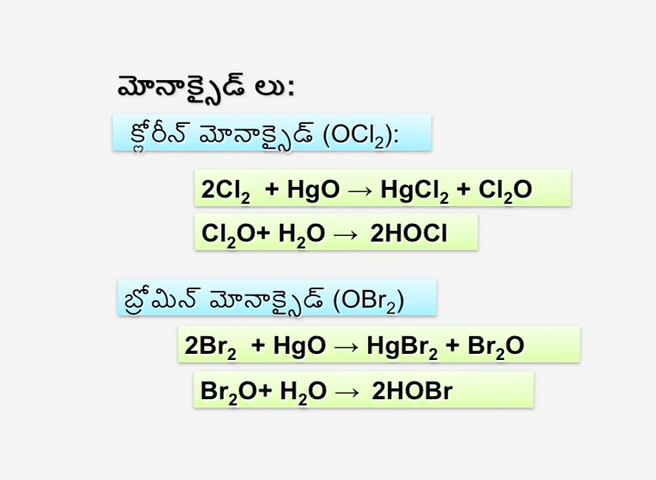 మోనాక్సైడ్ లు:
క్లోరీన్ మోనాక్సైడ్ (OCl₂):
2Cl₂ + HgO → HgCl₂ + Cl₂O
Cl₂O+ H₂O → 2HOCl
బ్రోమిన్ మోనాక్సైడ్ (OBr₂)
2Br₂ + HgO → HgBr₂ + Br₂O
Br₂O+ H₂O → 2HOBr